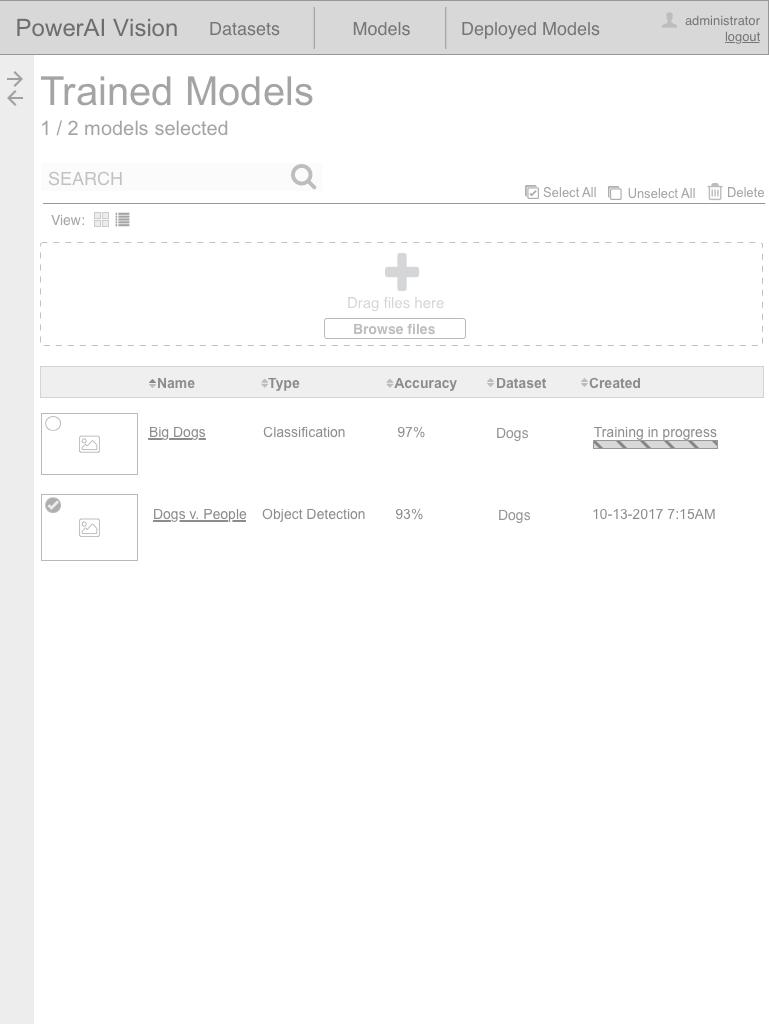 PowerAI Vision Datasets Models Deployed Models administrator
logout
Trained Models
1 / 2 models selected
SEARCH
Select All Unselect All Delete
View:
Drag files here
Browse files
Name Type Accuracy Dataset Created
Big Dogs Classification 97% Dogs Training in progress
Dogs v. People Object Detection 93% Dogs 10-13-2017 7:15AM